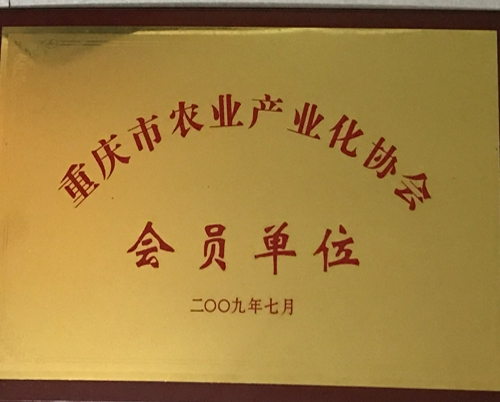 重庆市农业产业化协会
会员单位
二〇〇九年七月